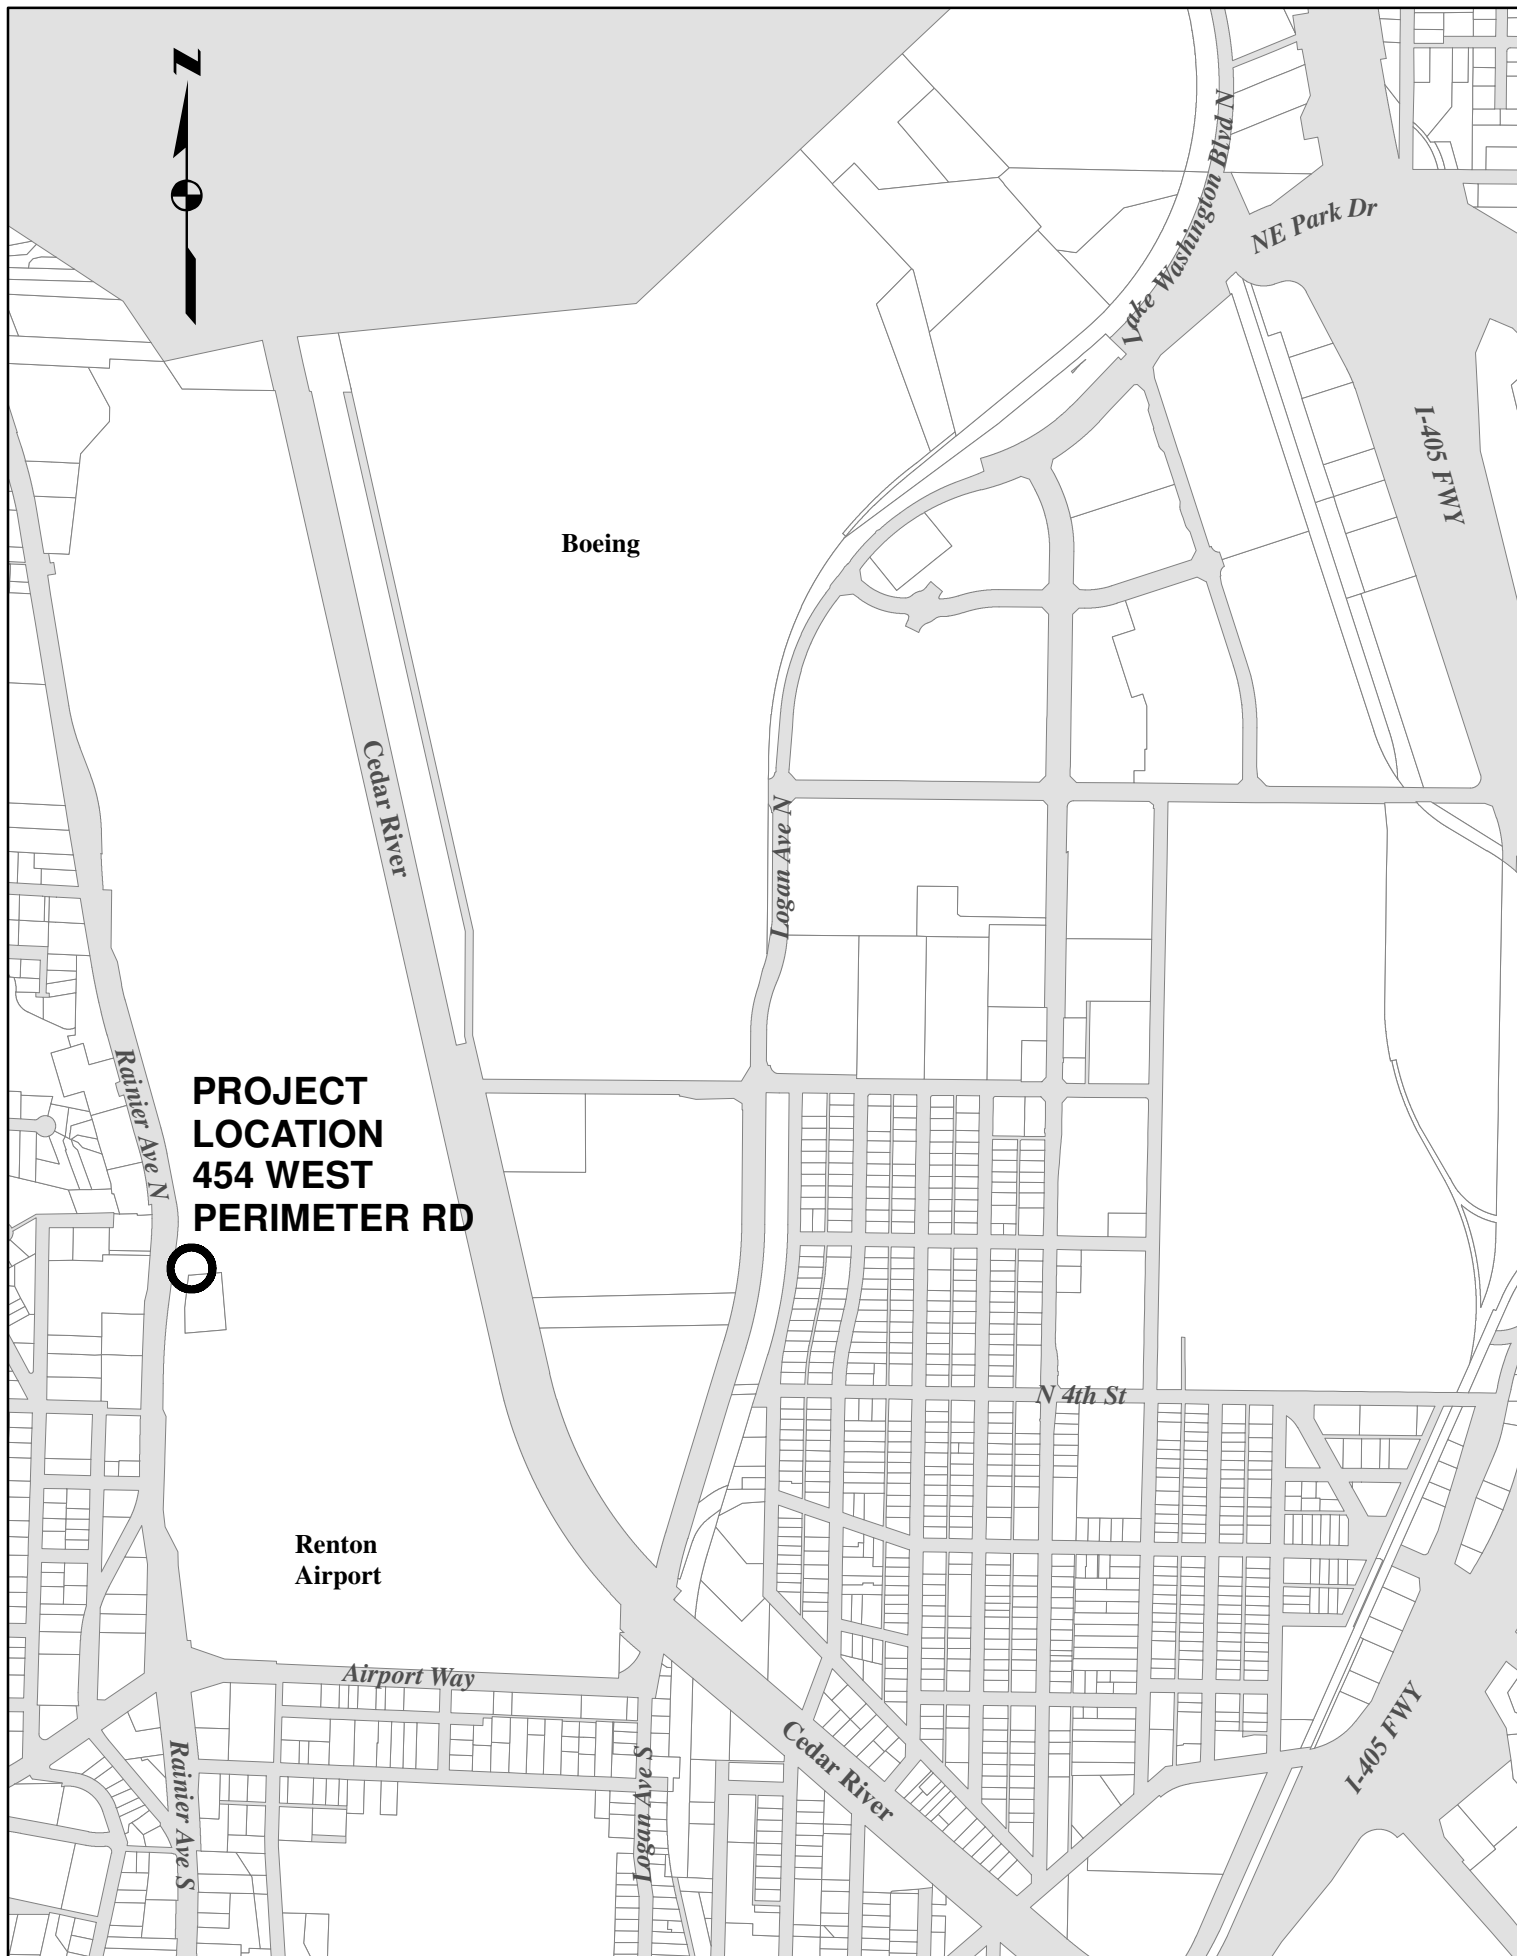 N
Lake Washington Blvd N
NE Park Dr
I-405 FWY
Boeing
Cedar River
Logan Ave N
Rainier Ave N
PROJECT
LOCATION
454 WEST
PERIMETER RD
N 4th St
Renton
Airport
Airport Way
Rainier Ave S
Logan Ave S
Cedar River
I-405 FWY